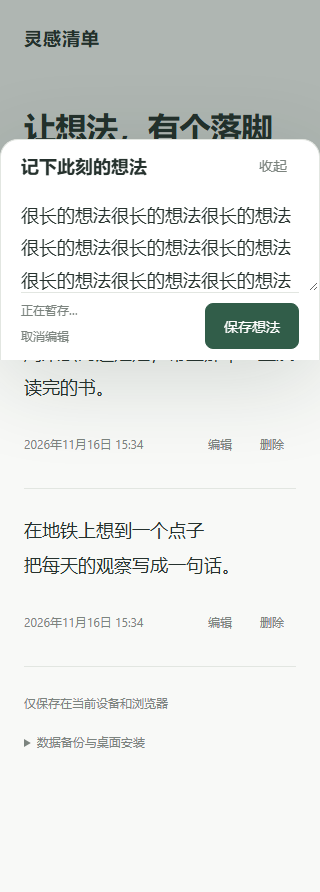 灵感清单
让想法，有个落脚
记下此刻的想法
收起
很长的想法很长的想法很长的想法
很长的想法很长的想法很长的想法
很长的想法很长的想法很长的想法
正在暂存...
取消编辑
保存想法
读完的书。
2026年11月16日 15:34
编辑
删除
在地铁上想到一个点子
把每天的观察写成一句话。
2026年11月16日 15:34
编辑
删除
仅保存在当前设备和浏览器
数据备份与桌面安装